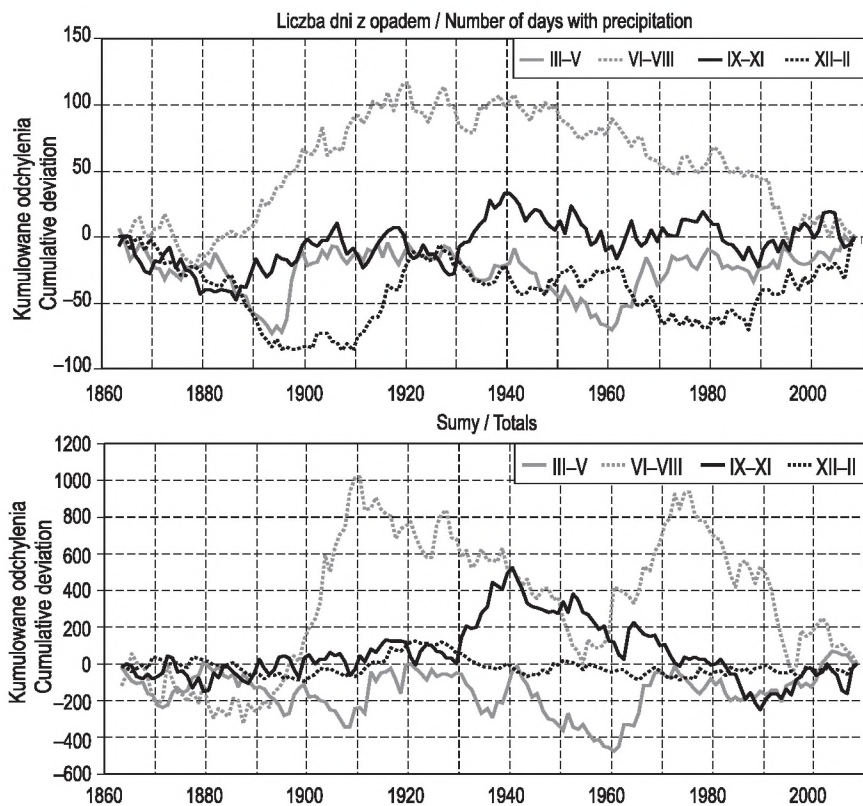 Liczba dni z opadem / Number of days with precipitation
Kumulowane odchylenia
Cumulative deviation
150
100
50
0
–50
–100
III–V VI–VIII IX–XI XII–II
1860 1880 1900 1920 1940 1960 1980 2000
Sumy / Totals
Kumulowane odchylenia
Cumulative deviation
1200
1000
800
600
400
200
0
–200
–400
–600
III–V VI–VIII IX–XI XII–II
1860 1880 1900 1920 1940 1960 1980 2000